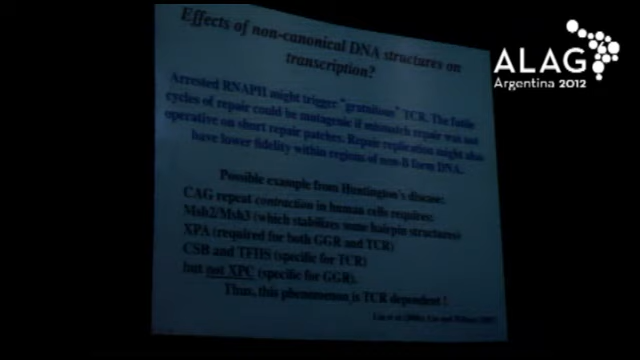 Effects of non-canonical DNA structures on
transcription?
Arrested RNAPII might trigger "gratuitous" TCR. The futile
cycles of repair could be mutagenic if mismatch repair was not
operative on short repair patches. Repair replication might also
have lower fidelity within regions of non-B form DNA.
Possible example from Huntington's disease:
CAG repeat contraction in human cells requires:
Msh2/Msh3 (which stabilizes some hairpin structures)
XPA (required for both GGR and TCR)
CSB and TFIIS (specific for TCR)
but not XPC (specific for GGR).
Thus, this phenomenon is TCR dependent !
Lin et al
ALAG
Argentina 2012